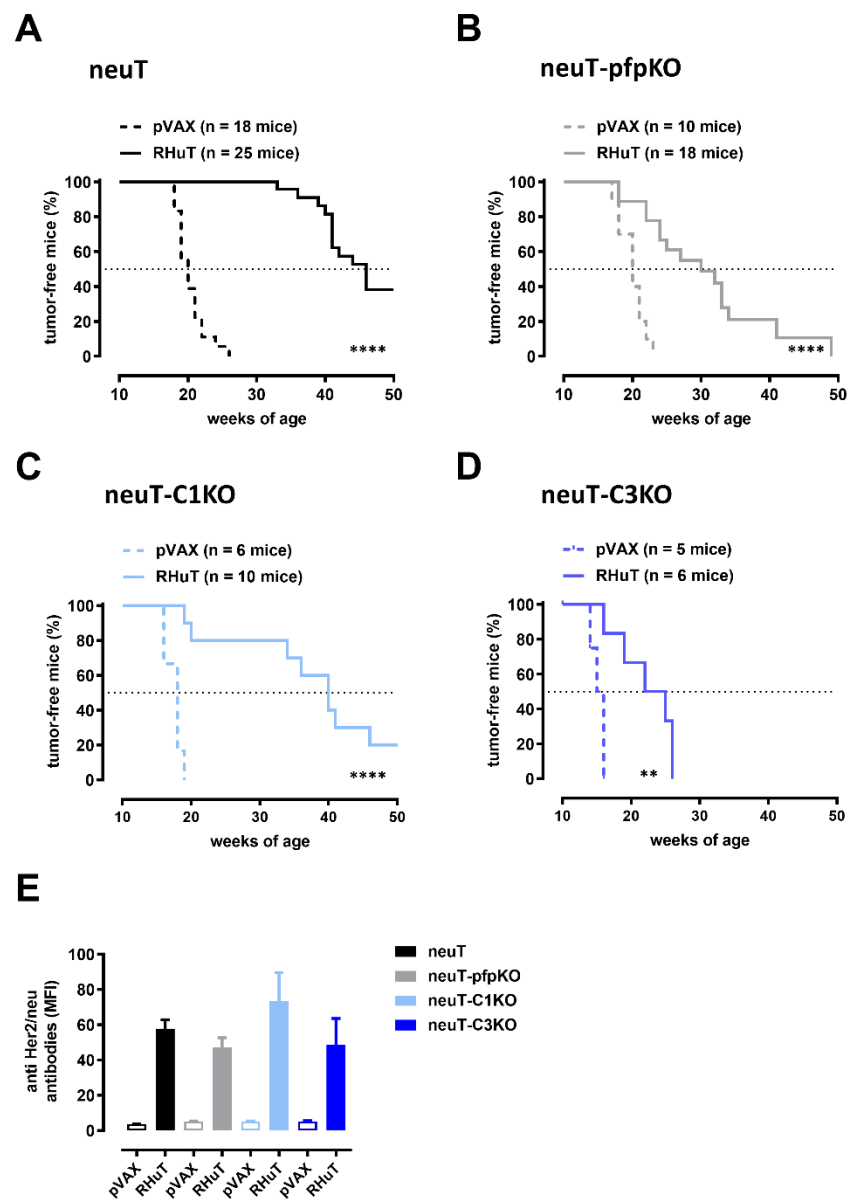 A
neuT
pVAX (n = 18 mice)
RHuT (n = 25 mice)
tumor-free mice (%)
100
80
60
40
20
0
****
10 20 30 40 50
weeks of age
B
neuT-pfpKO
pVAX (n = 10 mice)
RHuT (n = 18 mice)
tumor-free mice (%)
100
80
60
40
20
0
****
10 20 30 40 50
weeks of age
C
neuT-C1KO
pVAX (n = 6 mice)
RHuT (n = 10 mice)
tumor-free mice (%)
100
80
60
40
20
0
****
10 20 30 40 50
weeks of age
D
neuT-C3KO
pVAX (n = 5 mice)
RHuT (n = 6 mice)
tumor-free mice (%)
100
80
60
40
20
0
**
10 20 30 40 50
weeks of age
E
anti Her2/neu
antibodies (MFI)
100
80
60
40
20
0
pVAX RHuT pVAX RHuT pVAX RHuT pVAX RHuT
neuT
neuT-pfpKO
neuT-C1KO
neuT-C3KO